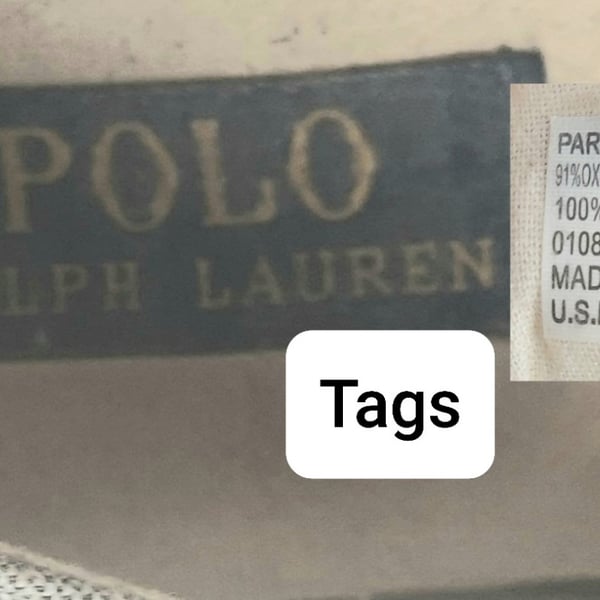 POLO
LPH LAUREN
PAR
91%OX
100%
0108
MAD
U.S.
Tags